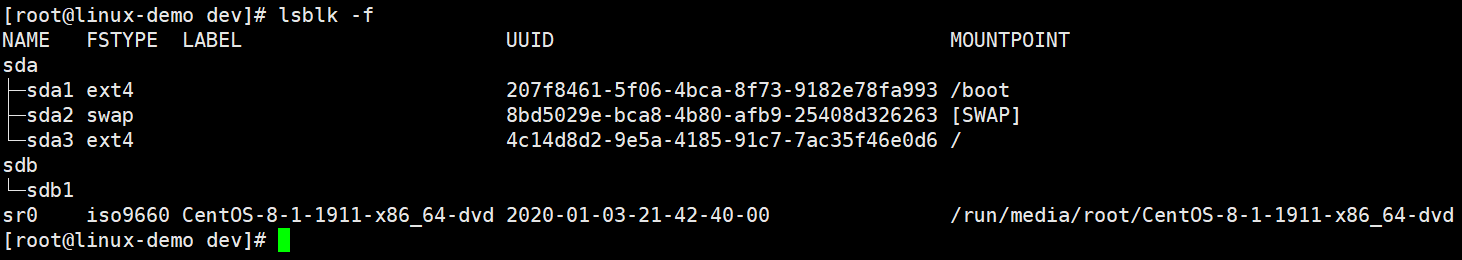 [root@linux-demo dev]# lsblk -f
NAME   FSTYPE  LABEL                      UUID                                 MOUNTPOINT
sda
├─sda1 ext4                               207f8461-5f06-4bca-8f73-9182e78fa993 /boot
├─sda2 swap                               8bd5029e-bca8-4b80-afb9-25408d326263 [SWAP]
└─sda3 ext4                               4c14d8d2-9e5a-4185-91c7-7ac35f46e0d6 /
sdb
└─sdb1
sr0    iso9660 CentOS-8-1-1911-x86_64-dvd 2020-01-03-21-42-40-00               /run/media/root/CentOS-8-1-1911-x86_64-dvd
[root@linux-demo dev]#